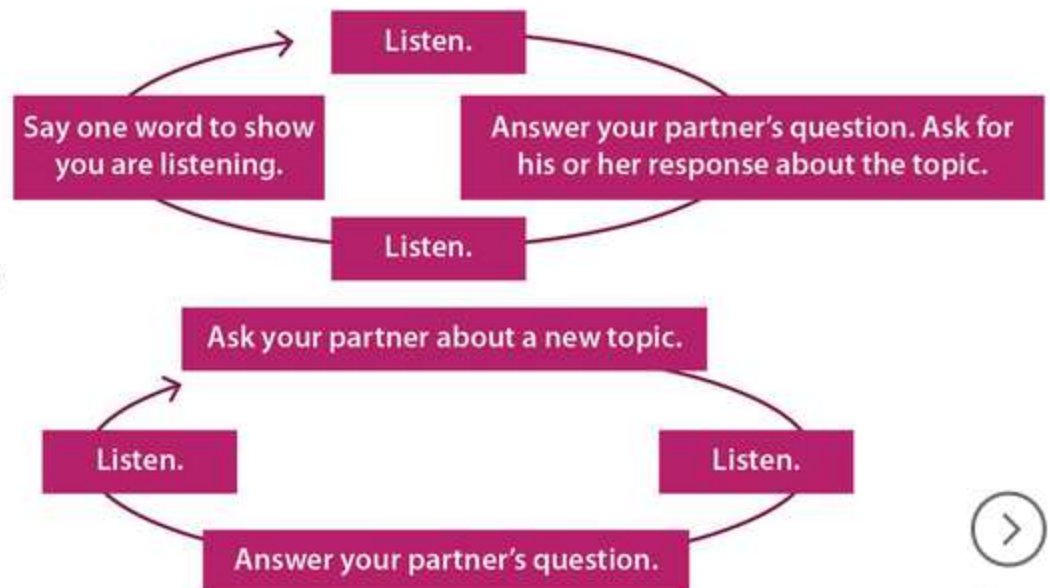 Listen.
Say one word to show
you are listening.
Answer your partner's question. Ask for
his or her response about the topic.
Listen.
Ask your partner about a new topic.
Listen.
Listen.
Answer your partner's question.